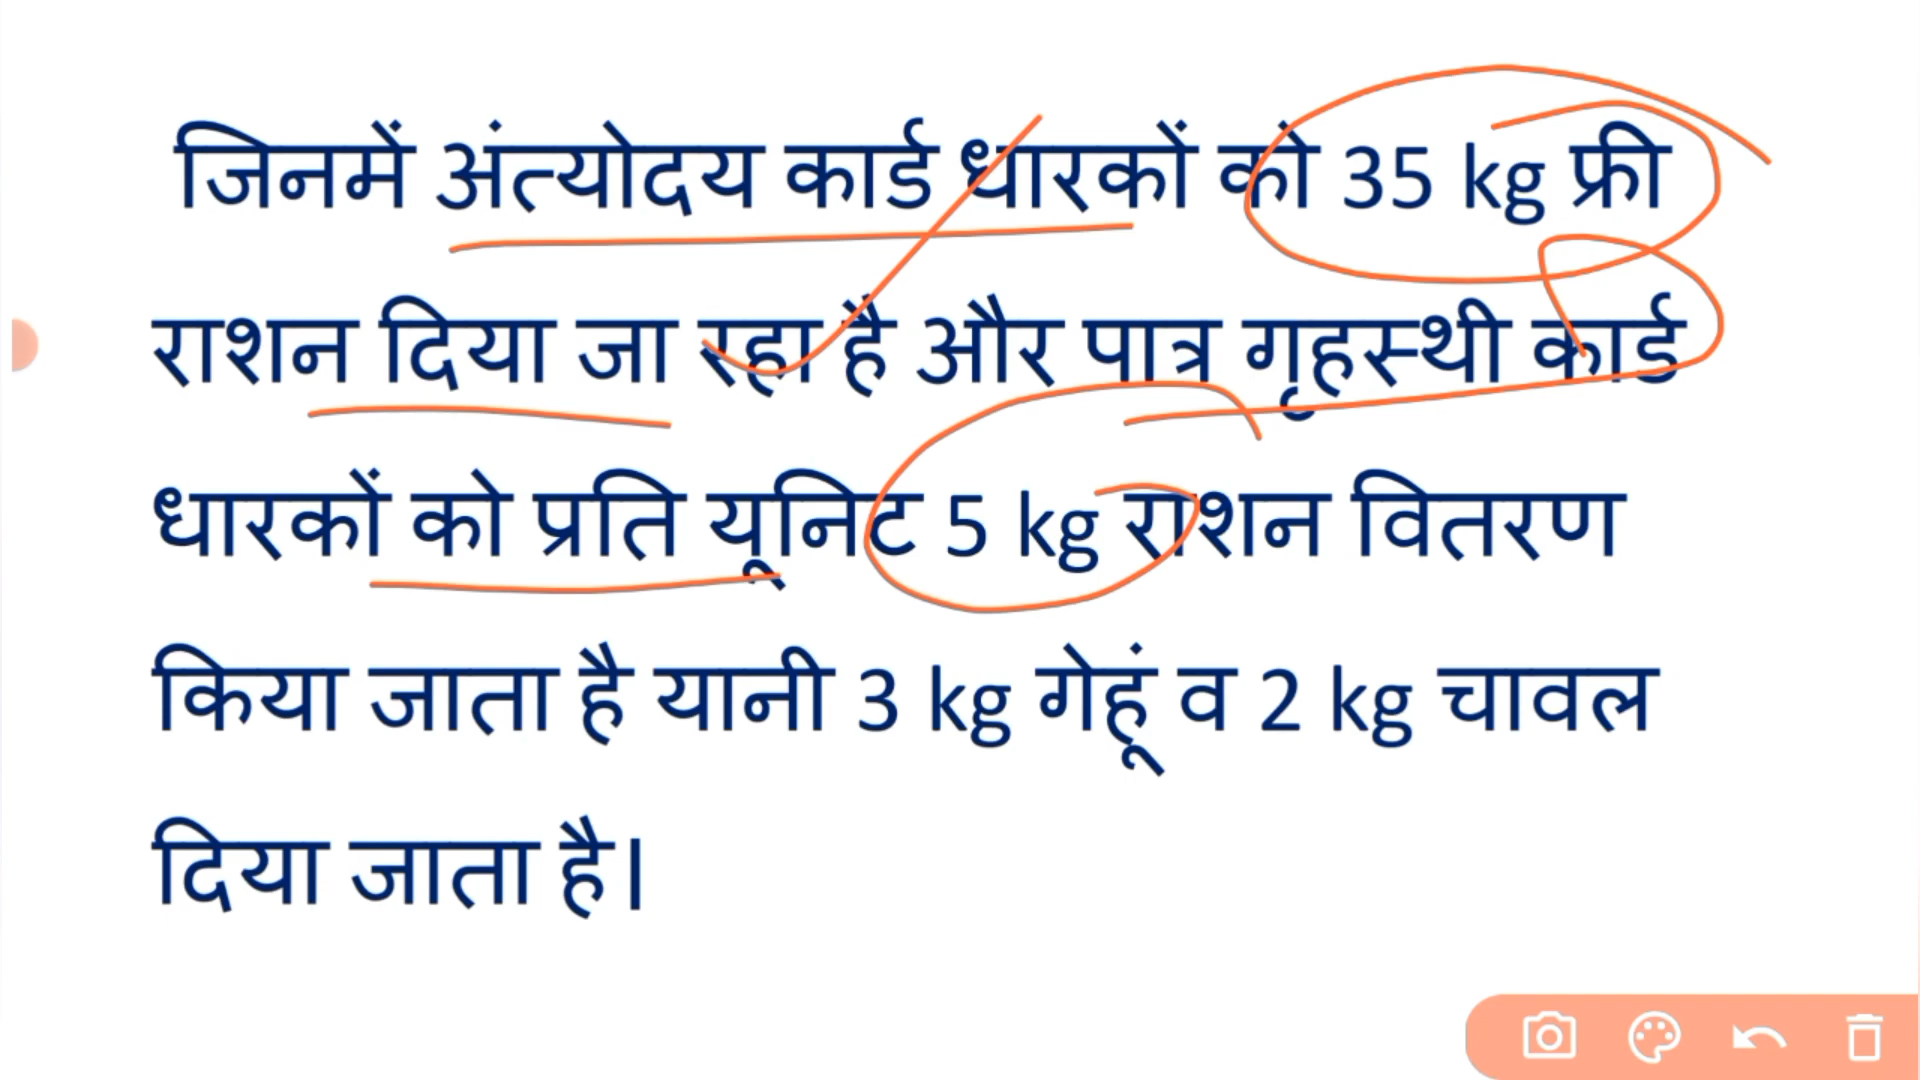 जिनमें अंत्योदय कार्ड धारकों को 35 kg फ्री
राशन दिया जा रहा है और पात्र गृहस्थी कार्ड
धारकों को प्रति यूनिट 5 kg राशन वितरण
किया जाता है यानी 3 kg गेहूं व 2 kg चावल
दिया जाता है।